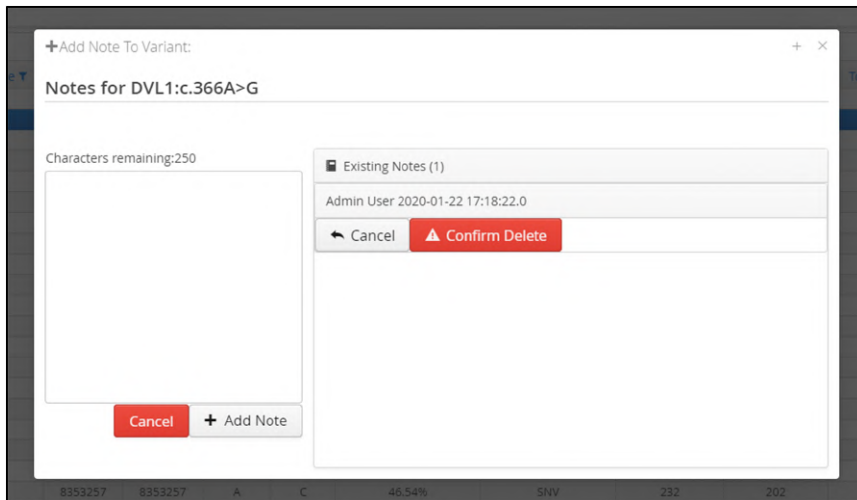 +Add Note To Variant:
Notes for DVL1:c.366A>G
Characters remaining:250
Existing Notes (1)
Admin User 2020-01-22 17:18:22.0
Cancel
Confirm Delete
Cancel
+ Add Note
8353257 8353257 A C 46.54% SNV 232 202